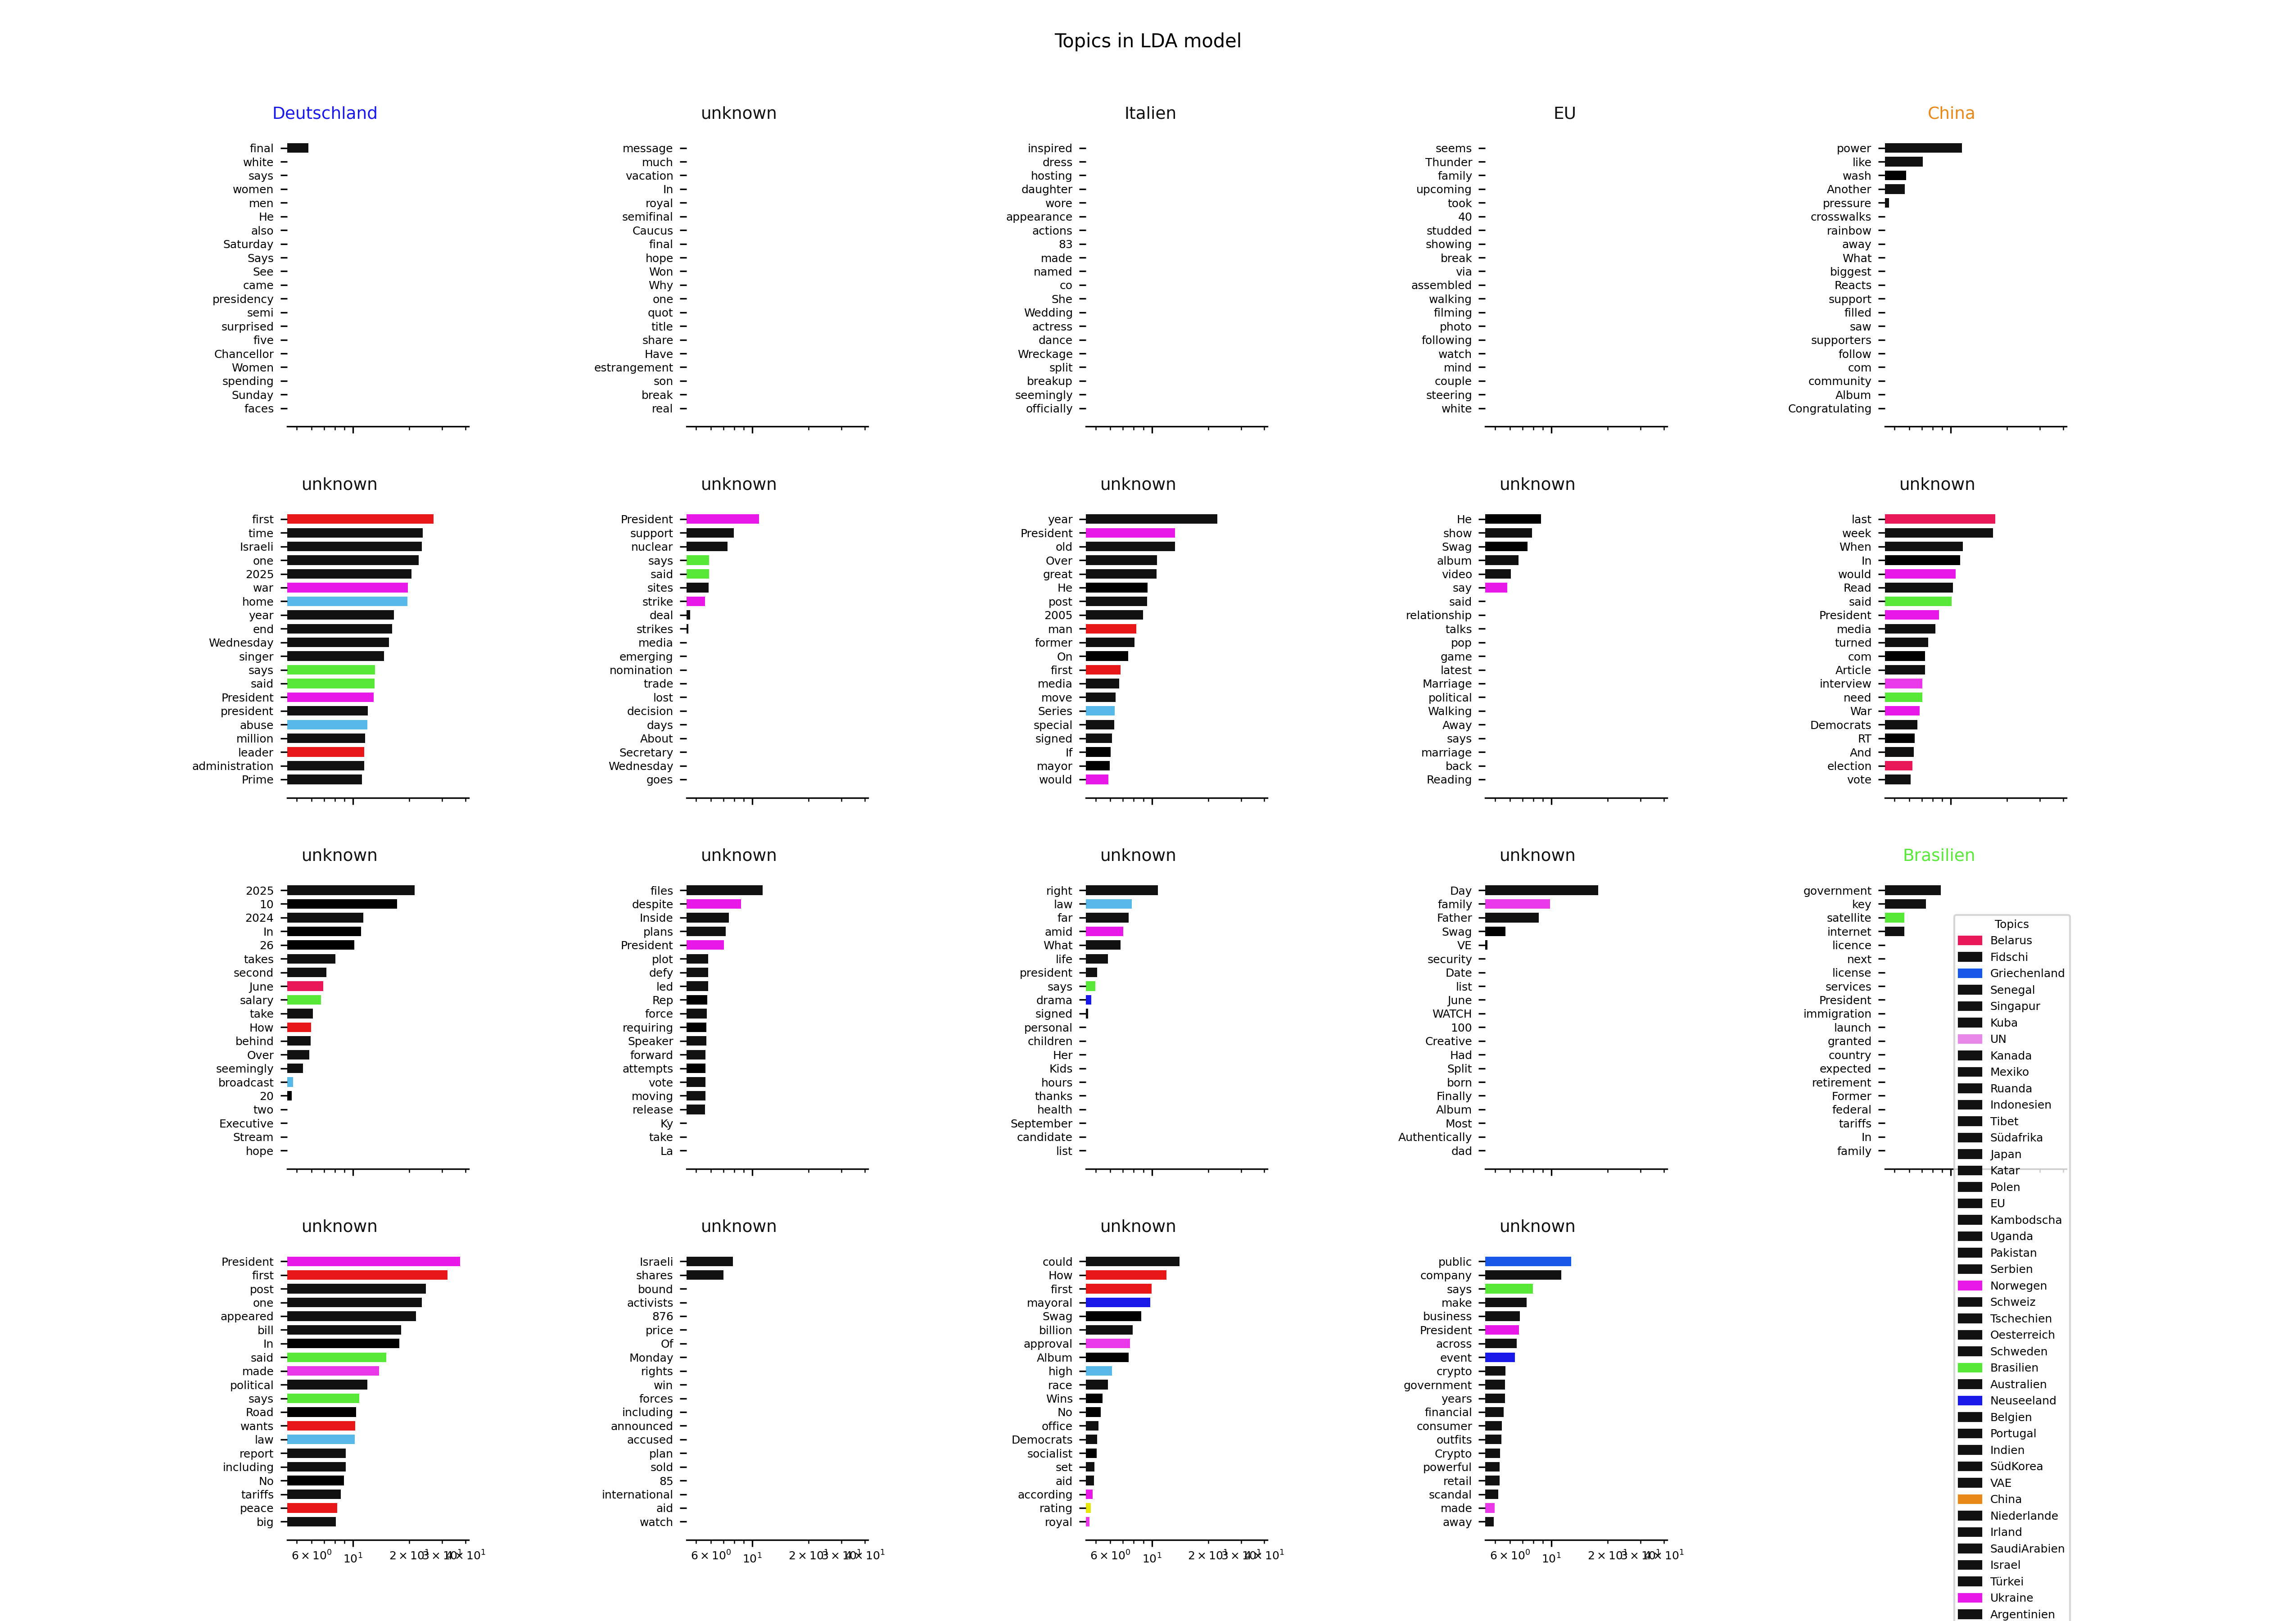 Topics in LDA model
Deutschland
final
white
says
women
men
He
also
Saturday
Says
See
came
presidency
semi
surprised
five
Chancellor
Women
spending
Sunday
faces
unknown
message
much
vacation
In
royal
semifinal
Caucus
final
hope
Won
Why
one
quot
title
share
Have
estrangement
son
break
real
Italien
inspired
dress
hosting
daughter
wore
appearance
actions
83
made
named
co
She
Wedding
actress
dance
Wreckage
split
breakup
seemingly
officially
EU
seems
Thunder
family
upcoming
took
40
studded
showing
break
via
assembled
walking
filming
photo
following
watch
mind
couple
steering
white
China
power
like
wash
Another
pressure
crosswalks
rainbow
away
What
biggest
Reacts
support
filled
saw
supporters
follow
com
community
Album
Congratulating
unknown
first
time
Israeli
one
2025
war
home
year
end
Wednesday
singer
says
said
President
president
abuse
million
leader
administration
Prime
unknown
President
support
nuclear
says
said
sites
strike
deal
strikes
media
emerging
nomination
trade
lost
decision
days
About
Secretary
Wednesday
goes
unknown
year
President
old
Over
great
He
post
2005
man
former
On
first
media
move
Series
special
signed
If
mayor
would
unknown
He
show
Swag
album
video
say
said
relationship
talks
pop
game
latest
Marriage
political
Walking
Away
says
marriage
back
Reading
unknown
last
week
When
In
would
Read
said
President
media
turned
com
Article
interview
need
War
Democrats
RT
And
election
vote
unknown
2025
10
2024
In
26
takes
second
June
salary
take
How
behind
Over
seemingly
broadcast
20
two
Executive
Stream
hope
unknown
files
despite
Inside
plans
President
plot
defy
led
Rep
force
requiring
Speaker
forward
attempts
vote
moving
release
Ky
take
La
unknown
right
law
far
amid
What
life
president
says
drama
signed
personal
children
Her
Kids
hours
thanks
health
September
candidate
list
unknown
Day
family
Father
Swag
VE
security
Date
list
June
WATCH
100
Creative
Had
Split
born
Finally
Album
Most
Authentically
dad
Brasilien
government
key
satellite
internet
licence
next
license
services
President
immigration
launch
granted
country
expected
retirement
Former
federal
tariffs
In
family
unknown
President
first
post
one
appeared
bill
In
said
made
political
says
Road
wants
law
report
including
No
tariffs
peace
big
6 × 10⁰ 10¹ 2 × 10¹ 3 × 10¹ 4 × 10¹
unknown
Israeli
shares
bound
activists
876
price
Of
Monday
rights
win
forces
including
announced
accused
plan
sold
85
international
aid
watch
6 × 10⁰ 10¹ 2 × 10¹ 3 × 10¹ 4 × 10¹
unknown
could
How
first
mayoral
Swag
billion
approval
Album
high
race
Wins
No
office
Democrats
socialist
set
aid
according
rating
royal
6 × 10⁰ 10¹ 2 × 10¹ 3 × 10¹ 4 × 10¹
unknown
public
company
says
make
business
President
across
event
crypto
government
years
financial
consumer
outfits
Crypto
powerful
retail
scandal
made
away
6 × 10⁰ 10¹ 2 × 10¹ 3 × 10¹ 4 × 10¹
Topics
Belarus
Fidschi
Griechenland
Senegal
Singapur
Kuba
UN
Kanada
Mexiko
Ruanda
Indonesien
Tibet
Südafrika
Japan
Katar
Polen
EU
Kambodscha
Uganda
Pakistan
Serbien
Norwegen
Schweiz
Tschechien
Oesterreich
Schweden
Brasilien
Australien
Neuseeland
Belgien
Portugal
Indien
SüdKorea
VAE
China
Niederlande
Irland
SaudiArabien
Israel
Türkei
Ukraine
Argentinien